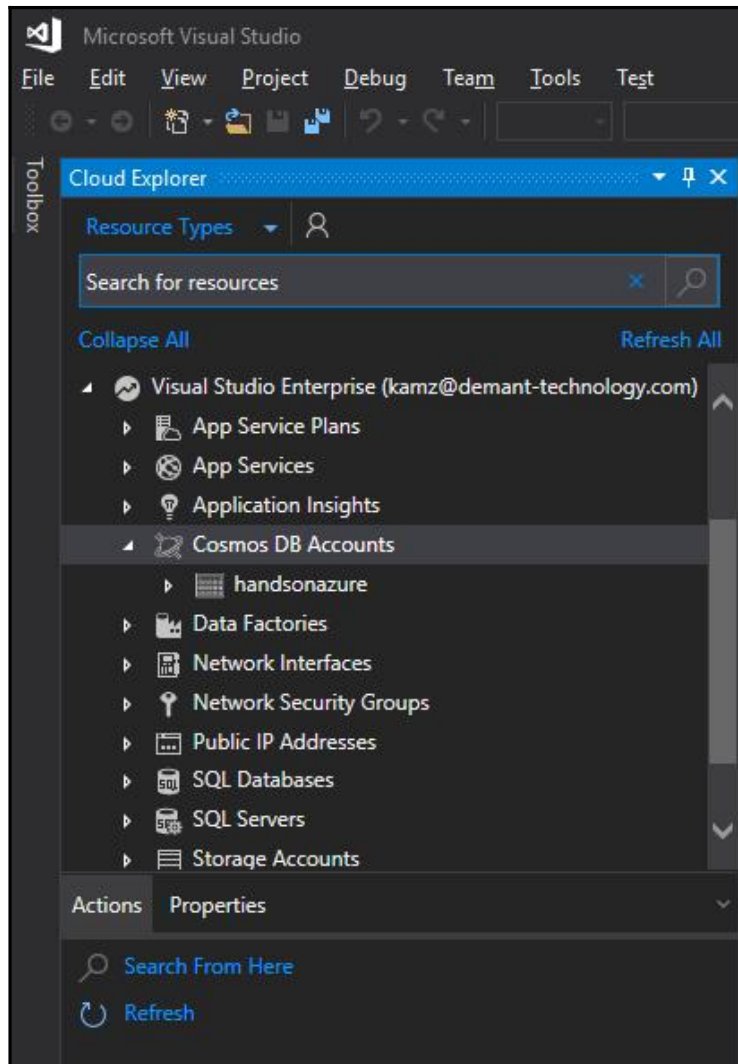 Microsoft Visual Studio
File Edit View Project Debug Team Tools Test
Toolbox
Cloud Explorer
Resource Types
Search for resources
Collapse All Refresh All
Visual Studio Enterprise (kamz@demant-technology.com)
App Service Plans
App Services
Application Insights
Cosmos DB Accounts
handsonazure
Data Factories
Network Interfaces
Network Security Groups
Public IP Addresses
SQL Databases
SQL Servers
Storage Accounts
Actions Properties
Search From Here
Refresh